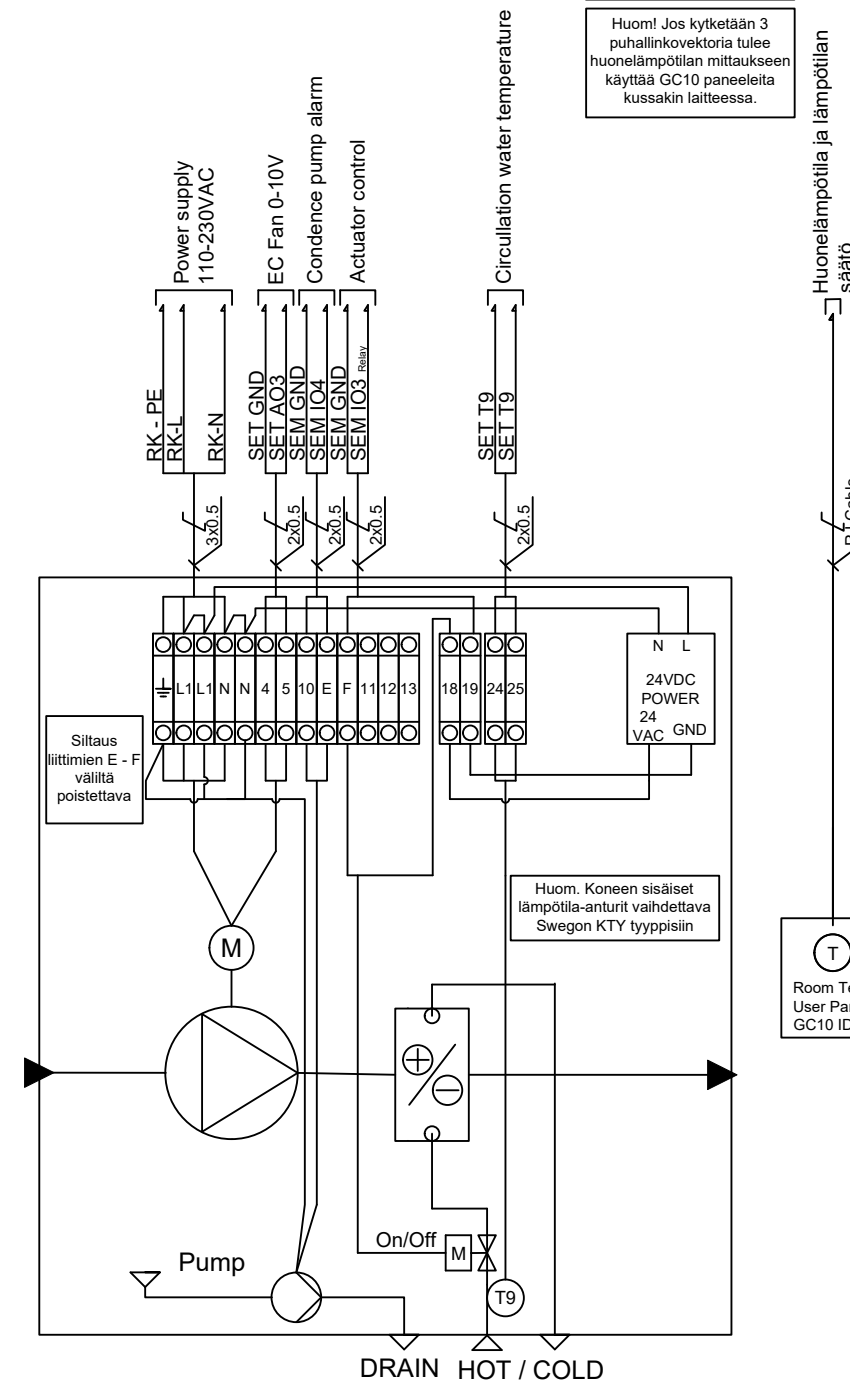 Huom! Jos kytketään 3
puhallinkovektoria tulee
huonelämpötilan mittaukseen
käyttää GC10 paneeleita
kussakin laitteessa.
Power supply
110-230VAC
EC Fan 0-10V
Condence pump alarm
Actuator control
Circullation water temperature
Huonelämpötila ja lämpötilan
säätö
RK - PE
RK-L
RK-N
SET GND
SET AO3
SEM GND
SEM IO4
SEM GND
SEM IO3 Relay
SET T9
SET T9
3x0.5
2x0.5
2x0.5
2x0.5
2x0.5
L1 L1 N N 4 5 10 E F 11 12 13
18 19
24 25
N L
24VDC
POWER
24
VAC GND
Siltaus
liittimien E - F
väliltä
poistettava
Huom. Koneen sisäiset
lämpötila-anturit vaihdettava
Swegon KTY tyyppisiin
M
T
Room Te
User Par
GC10 ID
On/Off
M
Pump
T9
DRAIN
HOT / COLD